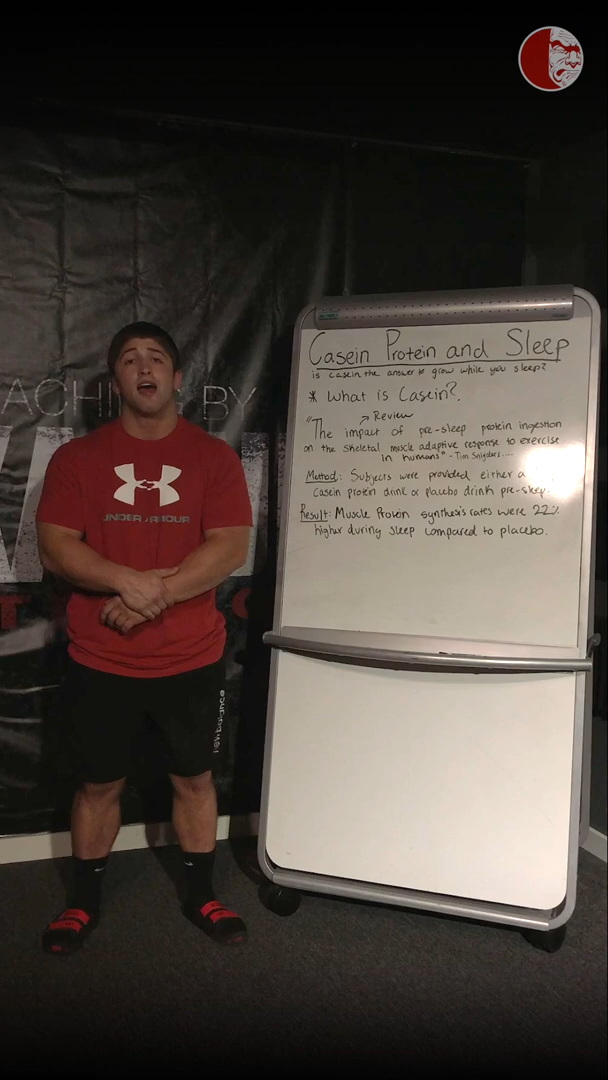 Casein Protein and Sleep
is casein the answer to grow while you sleep?
* What is Casein?
→ Review
"The impact of pre-sleep protein ingestion
on the skeletal muscle adaptive response to exercise
in humans" - Tim Snijders....
Method: Subjects were provided either a
casein protein drink or placebo drink pre-sleep.
Result: Muscle Protein synthesis rates were 22%
higher during sleep compared to placebo.
ACHING BY
UNDER ARMOUR
new balance